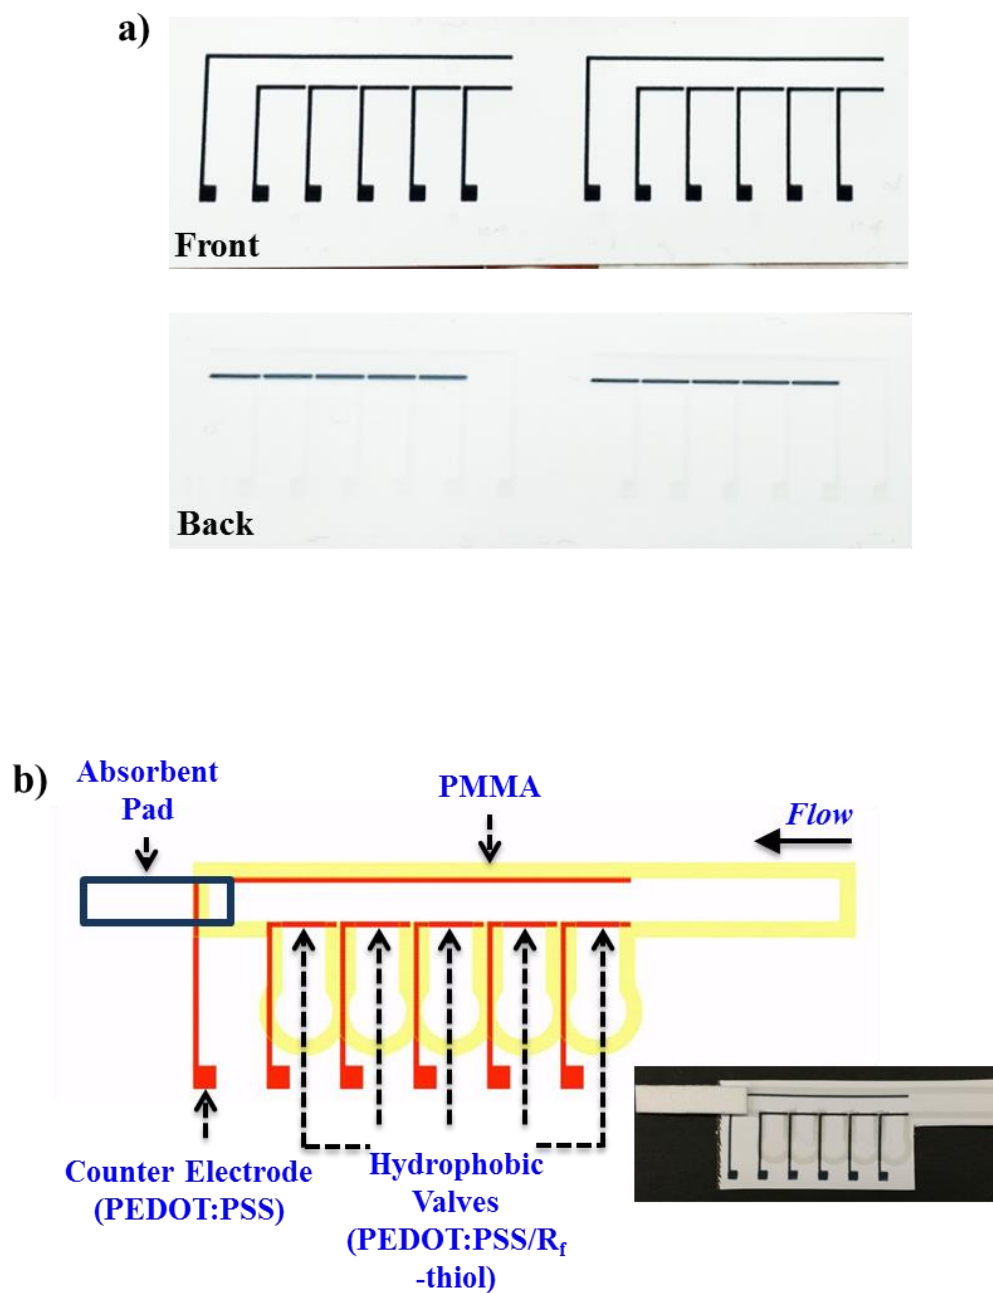 a)
Front
Back
b)
Absorbent
Pad
PMMA
Flow
Counter Electrode
(PEDOT:PSS)
Hydrophobic
Valves
(PEDOT:PSS/Rf
-thiol)